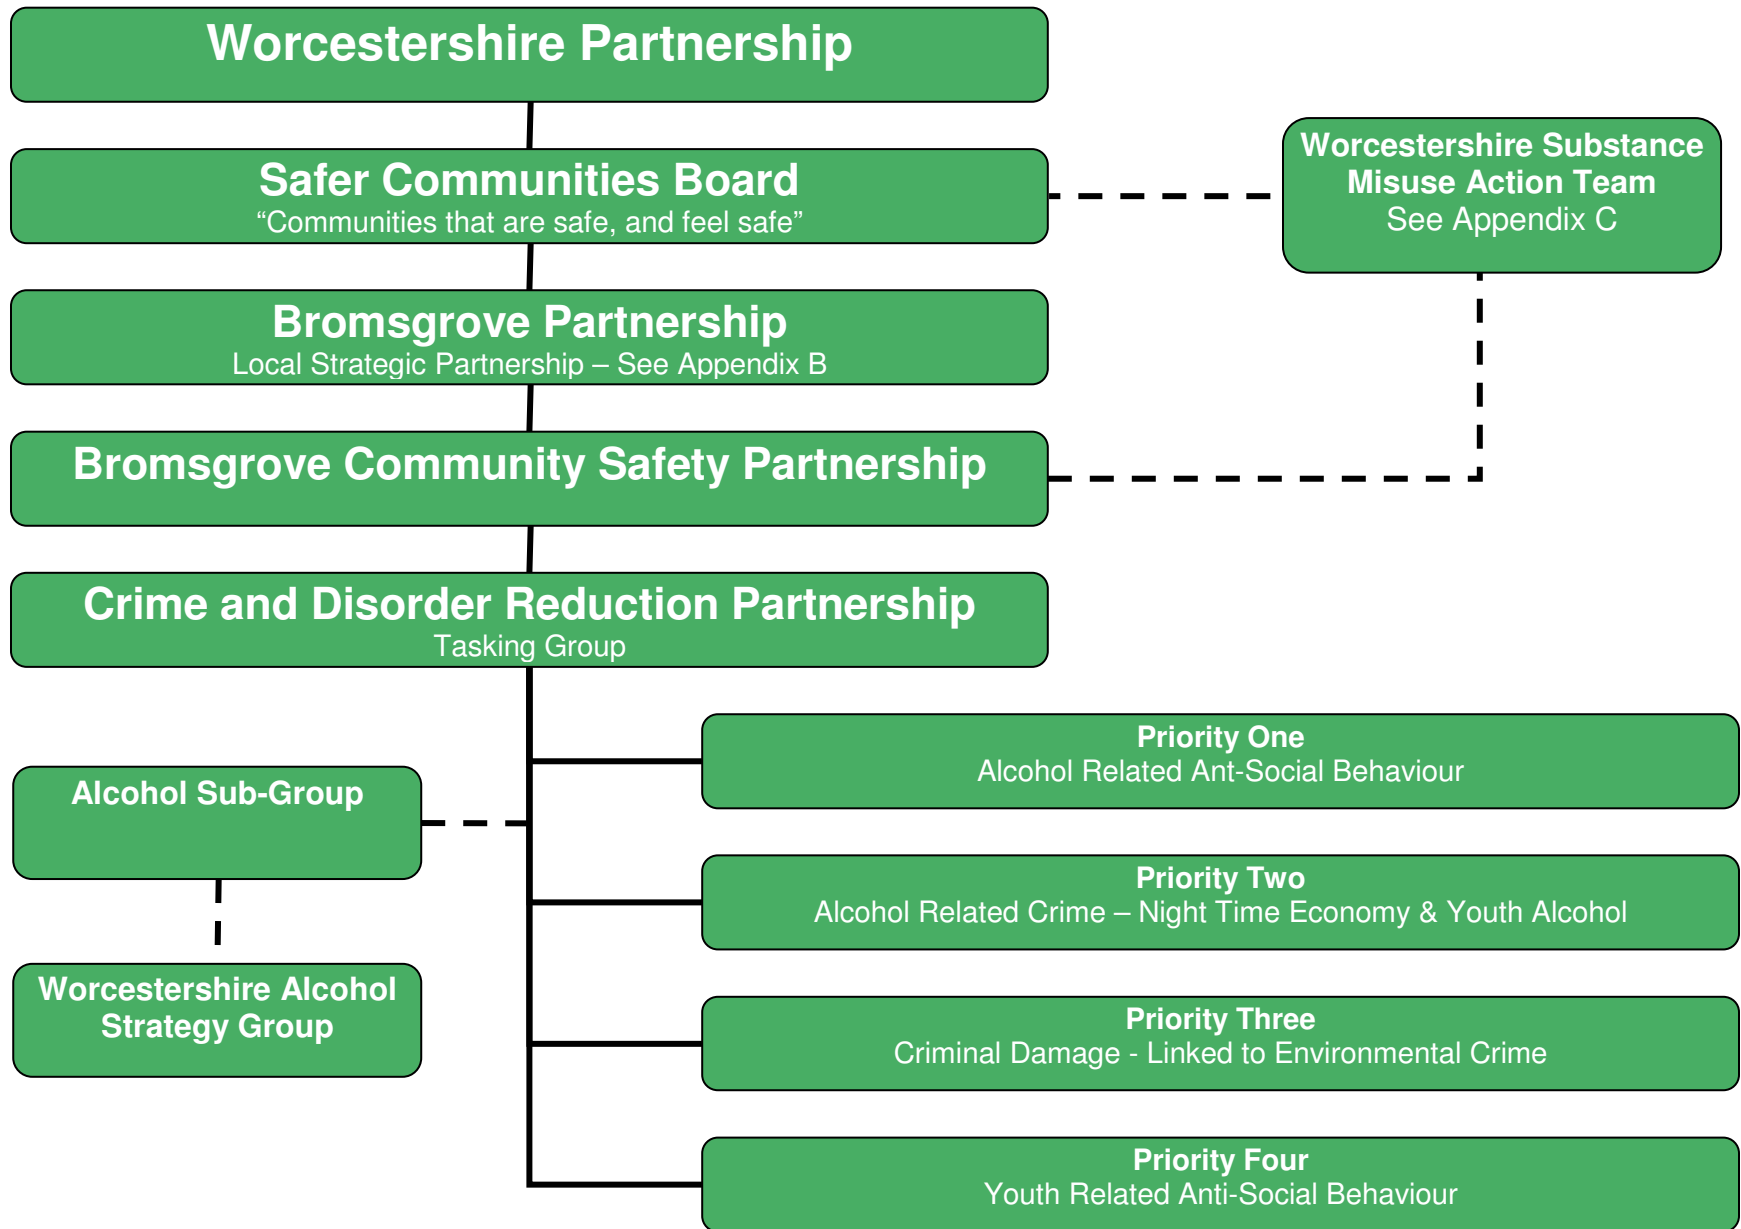 Worcestershire Partnership
Safer Communities Board
“Communities that are safe, and feel safe”
Worcestershire Substance
Misuse Action Team
See Appendix C
Bromsgrove Partnership
Local Strategic Partnership – See Appendix B
Bromsgrove Community Safety Partnership
Crime and Disorder Reduction Partnership
Tasking Group
Priority One
Alcohol Related Ant-Social Behaviour
Alcohol Sub-Group
Priority Two
Alcohol Related Crime – Night Time Economy & Youth Alcohol
Worcestershire Alcohol
Strategy Group
Priority Three
Criminal Damage - Linked to Environmental Crime
Priority Four
Youth Related Anti-Social Behaviour